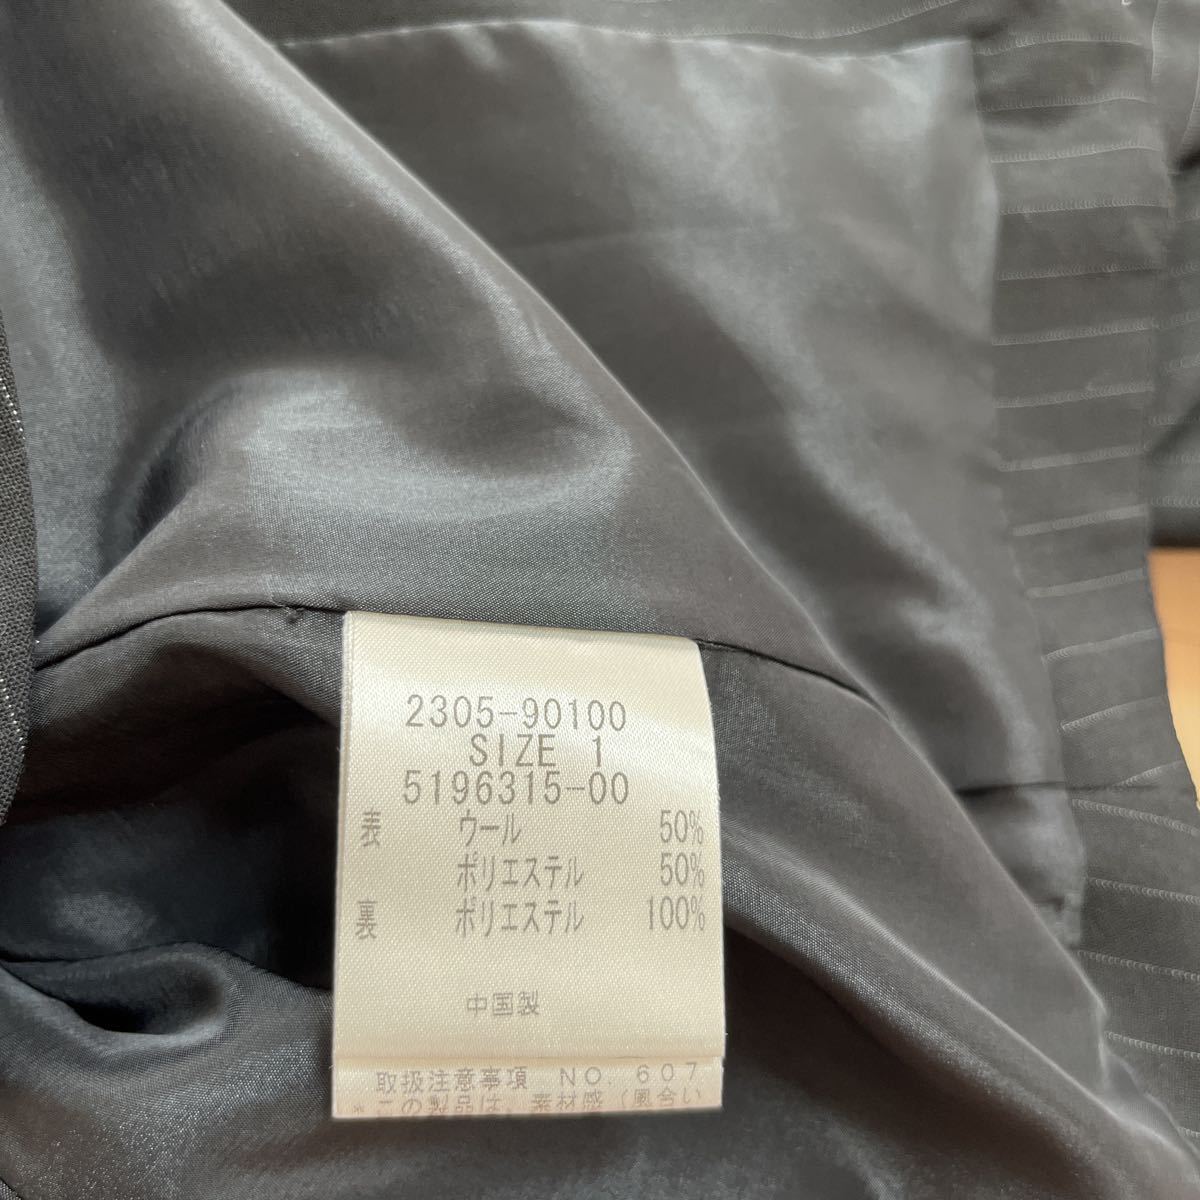 2305-90100
SIZE 1
5196315-00
表 ウール 50%
ポリエステル 50%
裏 ポリエステル 100%
中国製
取扱注意事項 NO. 607
*この製品は、素材感(風合い